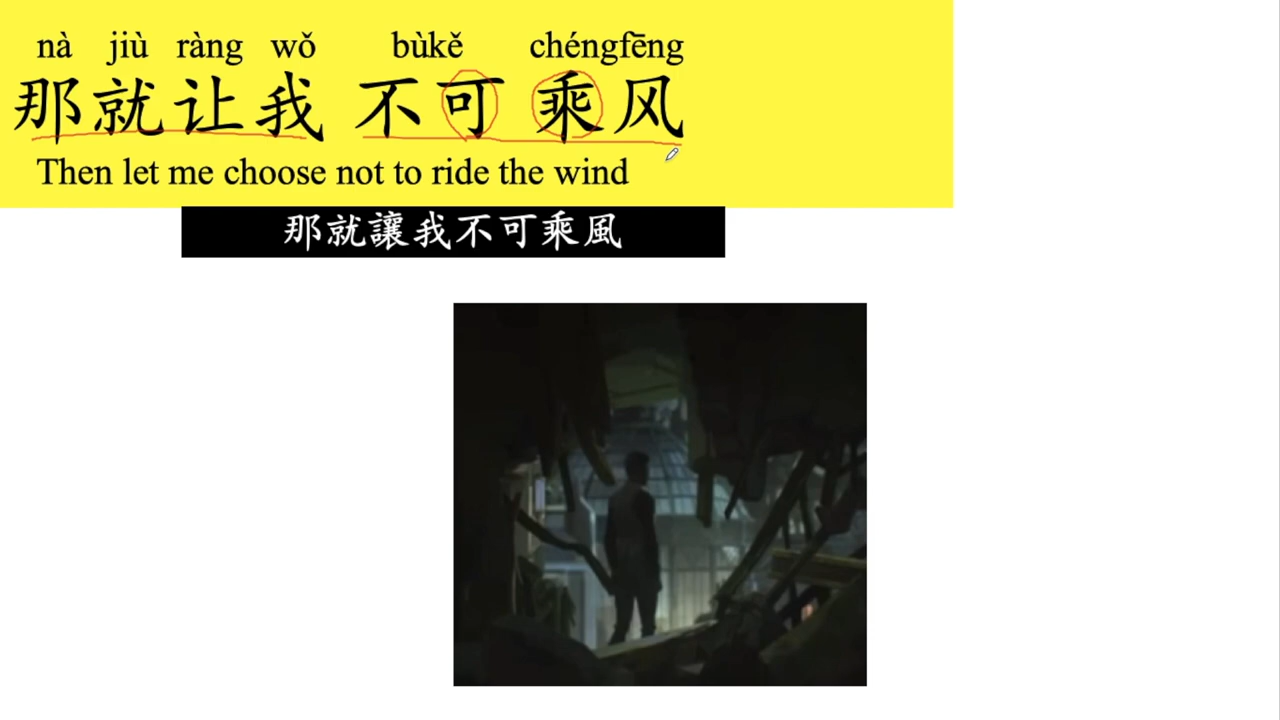 nà jiù ràng wǒ bùkě chéngfēng
那就让我 不可 乘风
Then let me choose not to ride the wind
那就讓我不可乘風